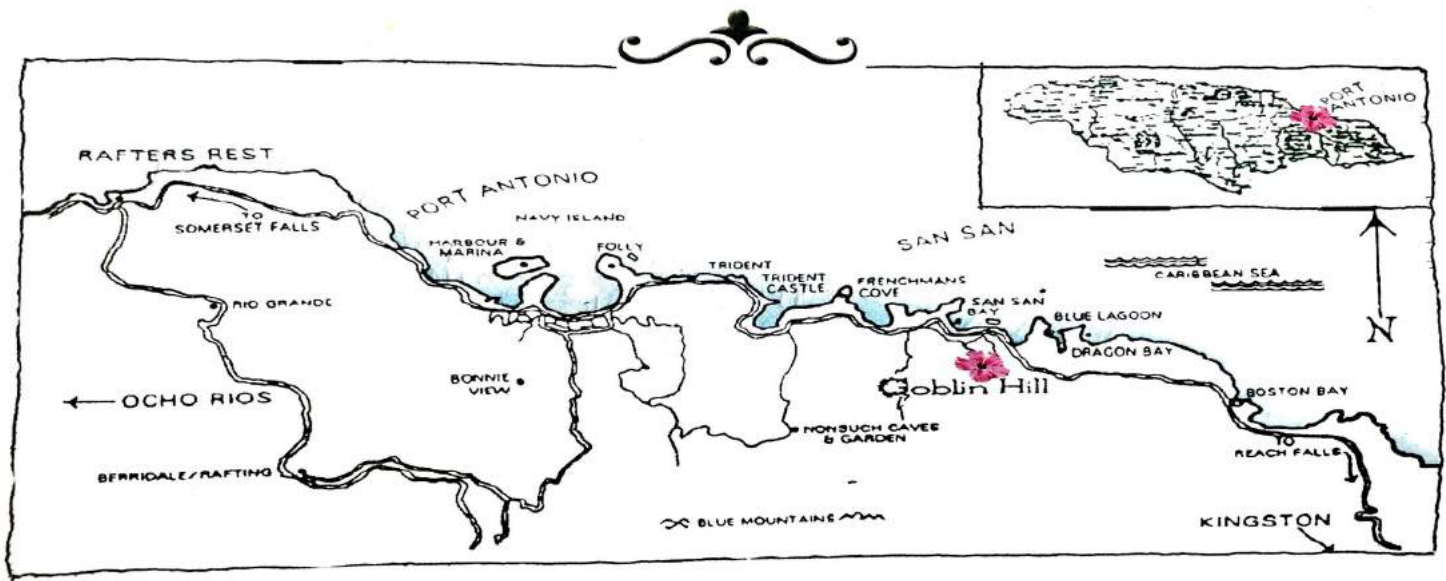 PORT
ANTONIO
RAFTERS REST
PORT ANTONIO
TO
SOMERSET FALLS
NAVY ISLAND
HARBOUR &
MARINA
FOLLY
SAN SAN
TRIDENT
TRIDENT
CASTLE
FRENCHMANS
COVE
CARIBBEAN SEA
SAN SAN
BAY
BLUE LAGOON
N
RIO GRANDE
DRAGON BAY
BONNIE
VIEW
Goblin Hill
OCHO RIOS
BOSTON BAY
NONSUCH CAVES
& GARDEN
TO
REACH FALLS
BERRIDALE/RAFTING
BLUE MOUNTAINS
KINGSTON